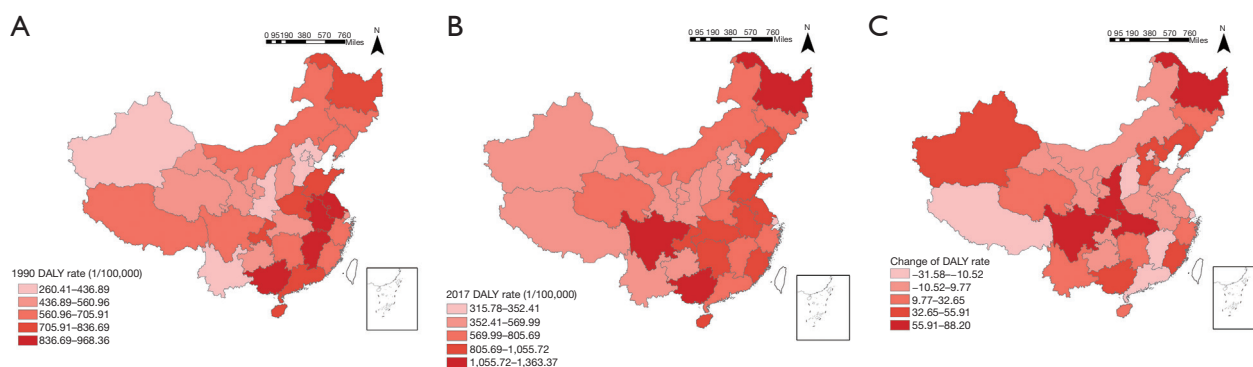 A
N
0 95190 380 570 760
Miles
1990 DALY rate (1/100,000)
260.41–436.89
436.89–560.96
560.96–705.91
705.91–836.69
836.69–968.36
B
N
0 95 190 380 570 760
Miles
2017 DALY rate (1/100,000)
315.78–352.41
352.41–569.99
569.99–805.69
805.69–1,055.72
1,055.72–1,363.37
C
N
0 95 190 380 570 760
Miles
Change of DALY rate
−31.58–−10.52
−10.52–9.77
9.77–32.65
32.65–55.91
55.91–88.20